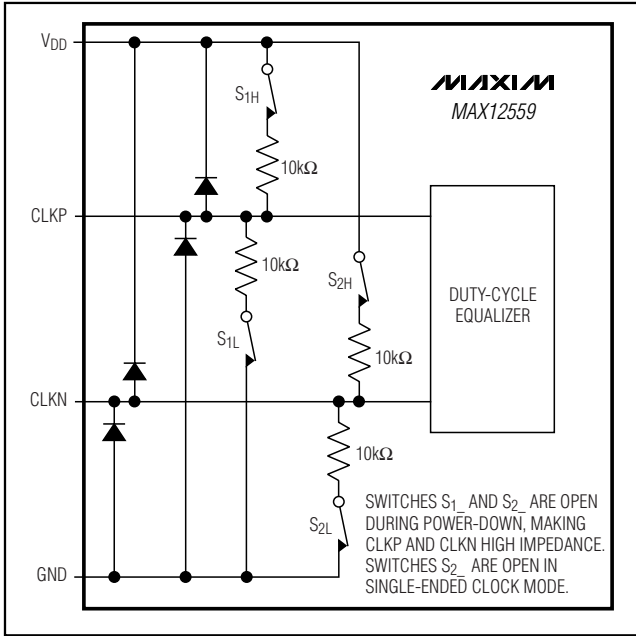 V_DD
MAXIM
MAX12559
S_1H
10kΩ
CLKP
10kΩ
S_2H
S_1L
DUTY-CYCLE
EQUALIZER
10kΩ
CLKN
10kΩ
S_2L
SWITCHES S_1_ AND S_2_ ARE OPEN
DURING POWER-DOWN, MAKING
CLKP AND CLKN HIGH IMPEDANCE.
SWITCHES S_2_ ARE OPEN IN
SINGLE-ENDED CLOCK MODE.
GND